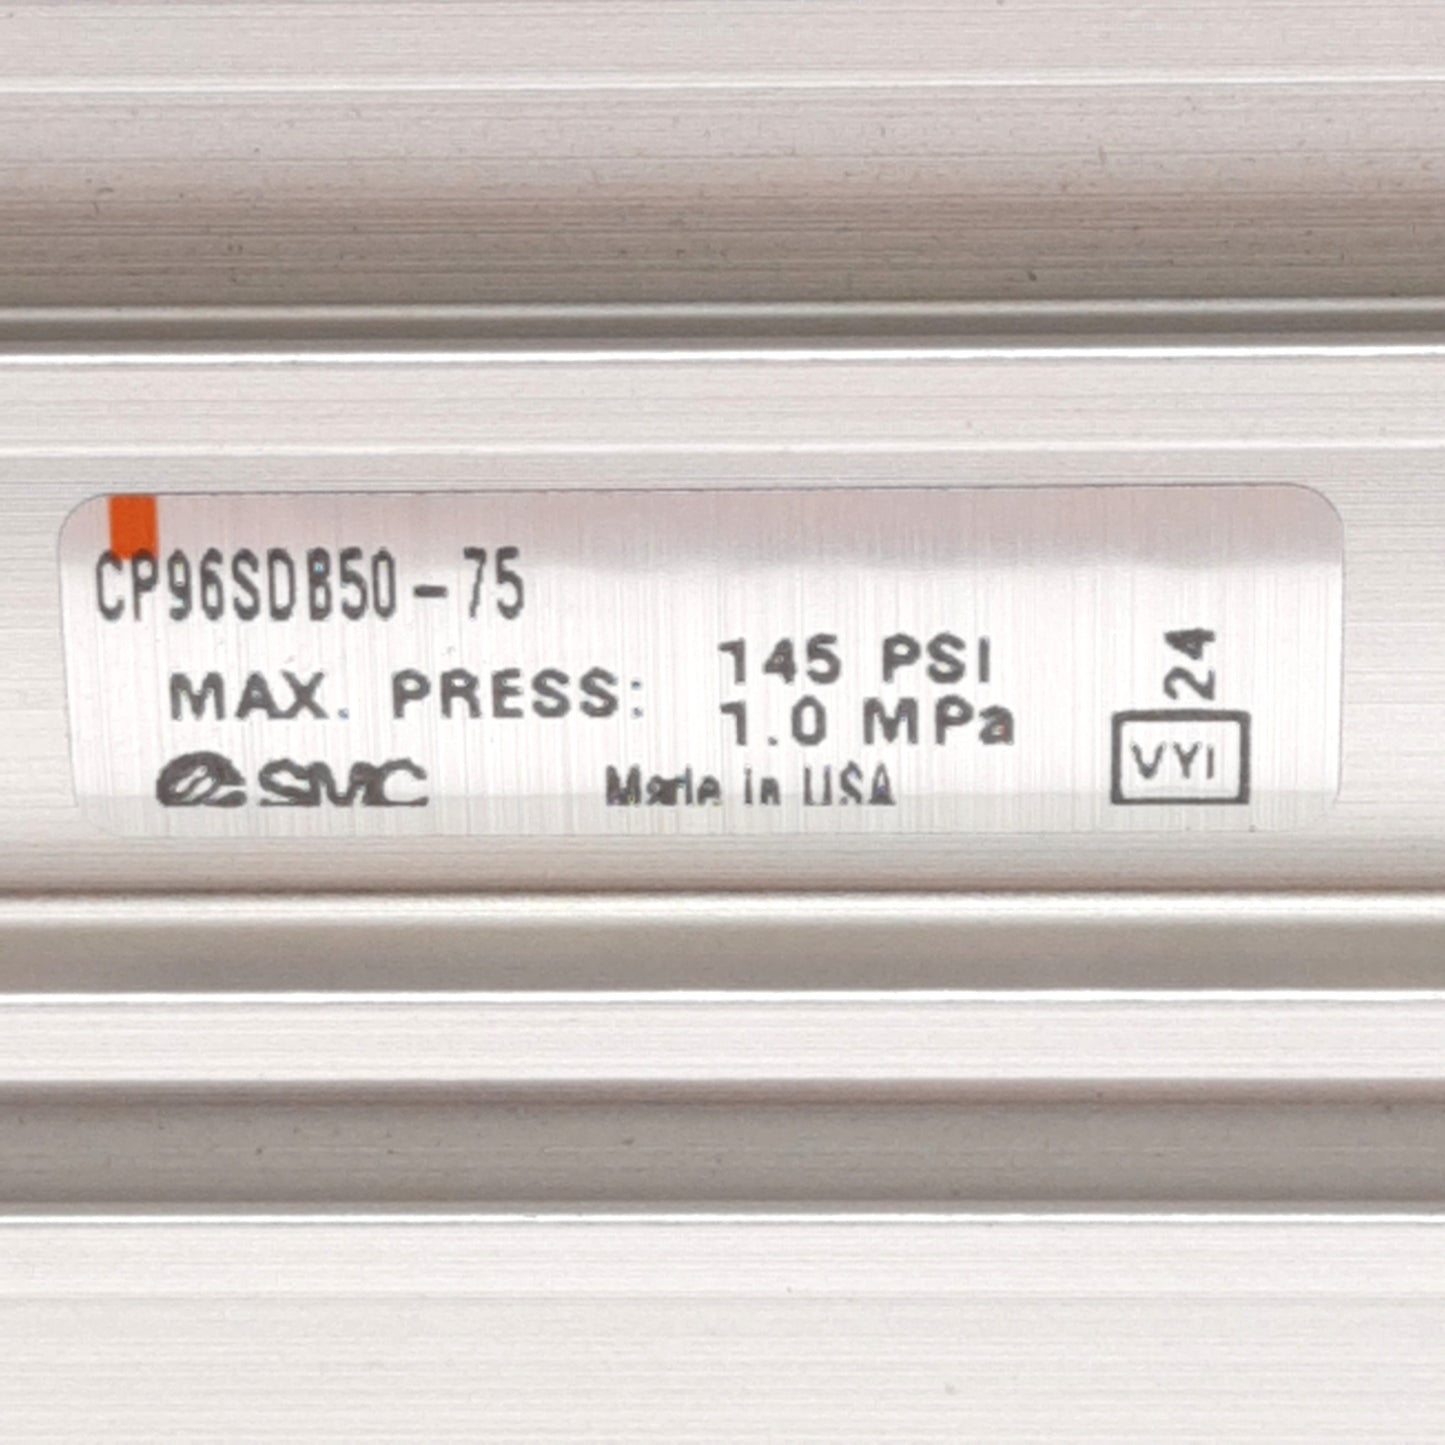 CP96SDB50-75
MAX. PRESS: 145 PSI
1.0 MPa
24
SMC Made in USA
VYI